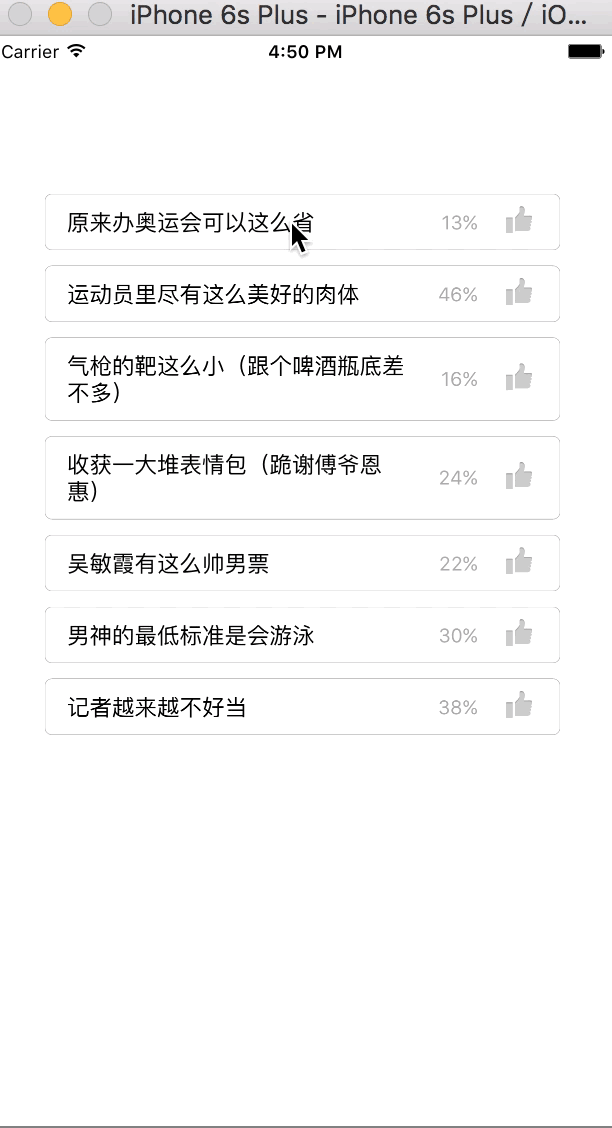 iPhone 6s Plus - iPhone 6s Plus / iO...
Carrier 4:50 PM
原来办奥运会可以这么省 13%
运动员里尽有这么美好的肉体 46%
气枪的靶这么小（跟个啤酒瓶底差
不多） 16%
收获一大堆表情包（跪谢傅爷恩
惠） 24%
吴敏霞有这么帅男票 22%
男神的最低标准是会游泳 30%
记者越来越不好当 38%